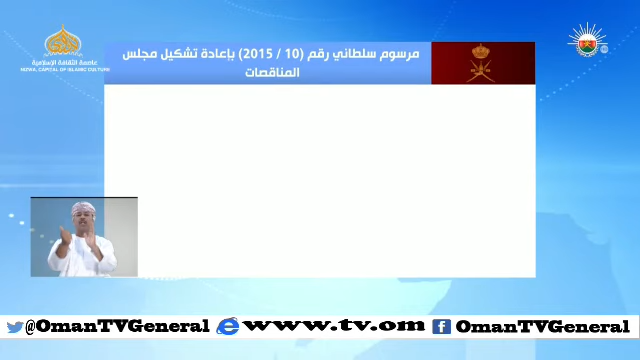 عاصمة الثقافة الإسلامية
NIZWA, CAPITAL OF ISLAMIC CULTURE
مرسوم سلطاني رقم (10 / 2015) بإعادة تشكيل مجلس
المناقصات
@OmanTVGeneral www.tv.om OmanTVGeneral